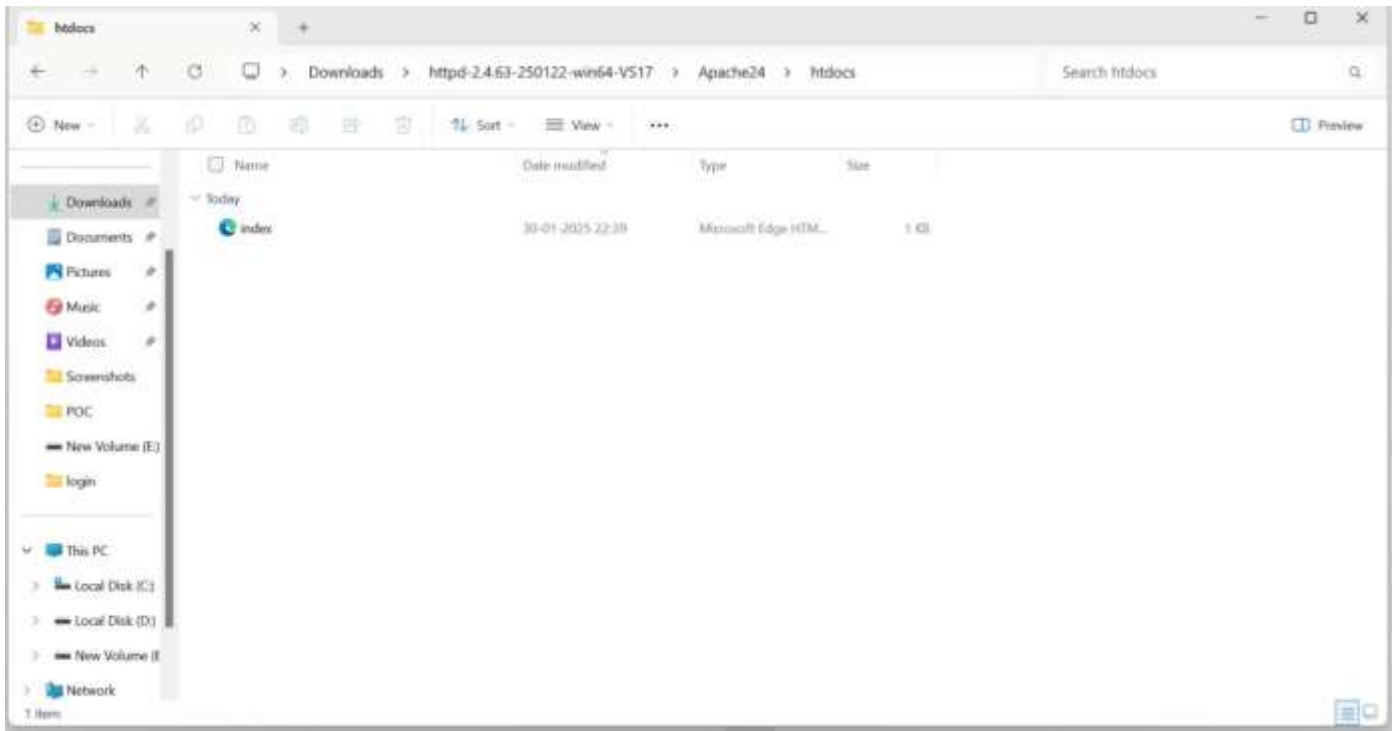 htdocs
Downloads > httpd-2.4.63-250122-win64-VS17 > Apache24 > htdocs
Search htdocs
New
Sort
View
Preview
Name
Date modified
Type
Size
Today
index
30-01-2025 22:39
Microsoft Edge HTM...
1 KB
Downloads
Documents
Pictures
Music
Videos
Screenshots
POC
New Volume (E:)
login
This PC
Local Disk (C:)
Local Disk (D:)
New Volume (E
Network
1 item